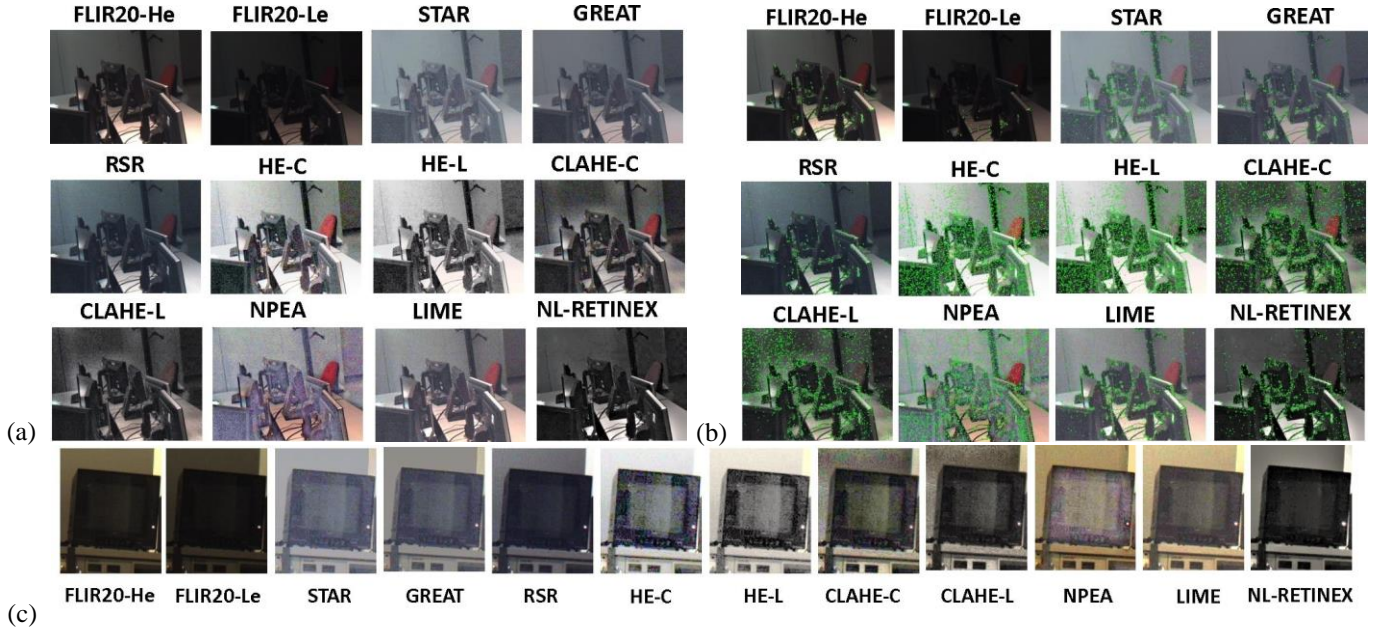 FLIR20-He FLIR20-Le STAR GREAT
RSR HE-C HE-L CLAHE-C
CLAHE-L NPEA LIME NL-RETINEX
(a)
FLIR20-He FLIR20-Le STAR GREAT
RSR HE-C HE-L CLAHE-C
CLAHE-L NPEA LIME NL-RETINEX
(b)
FLIR20-He FLIR20-Le STAR GREAT RSR HE-C HE-L CLAHE-C CLAHE-L NPEA LIME NL-RETINEX
(c)